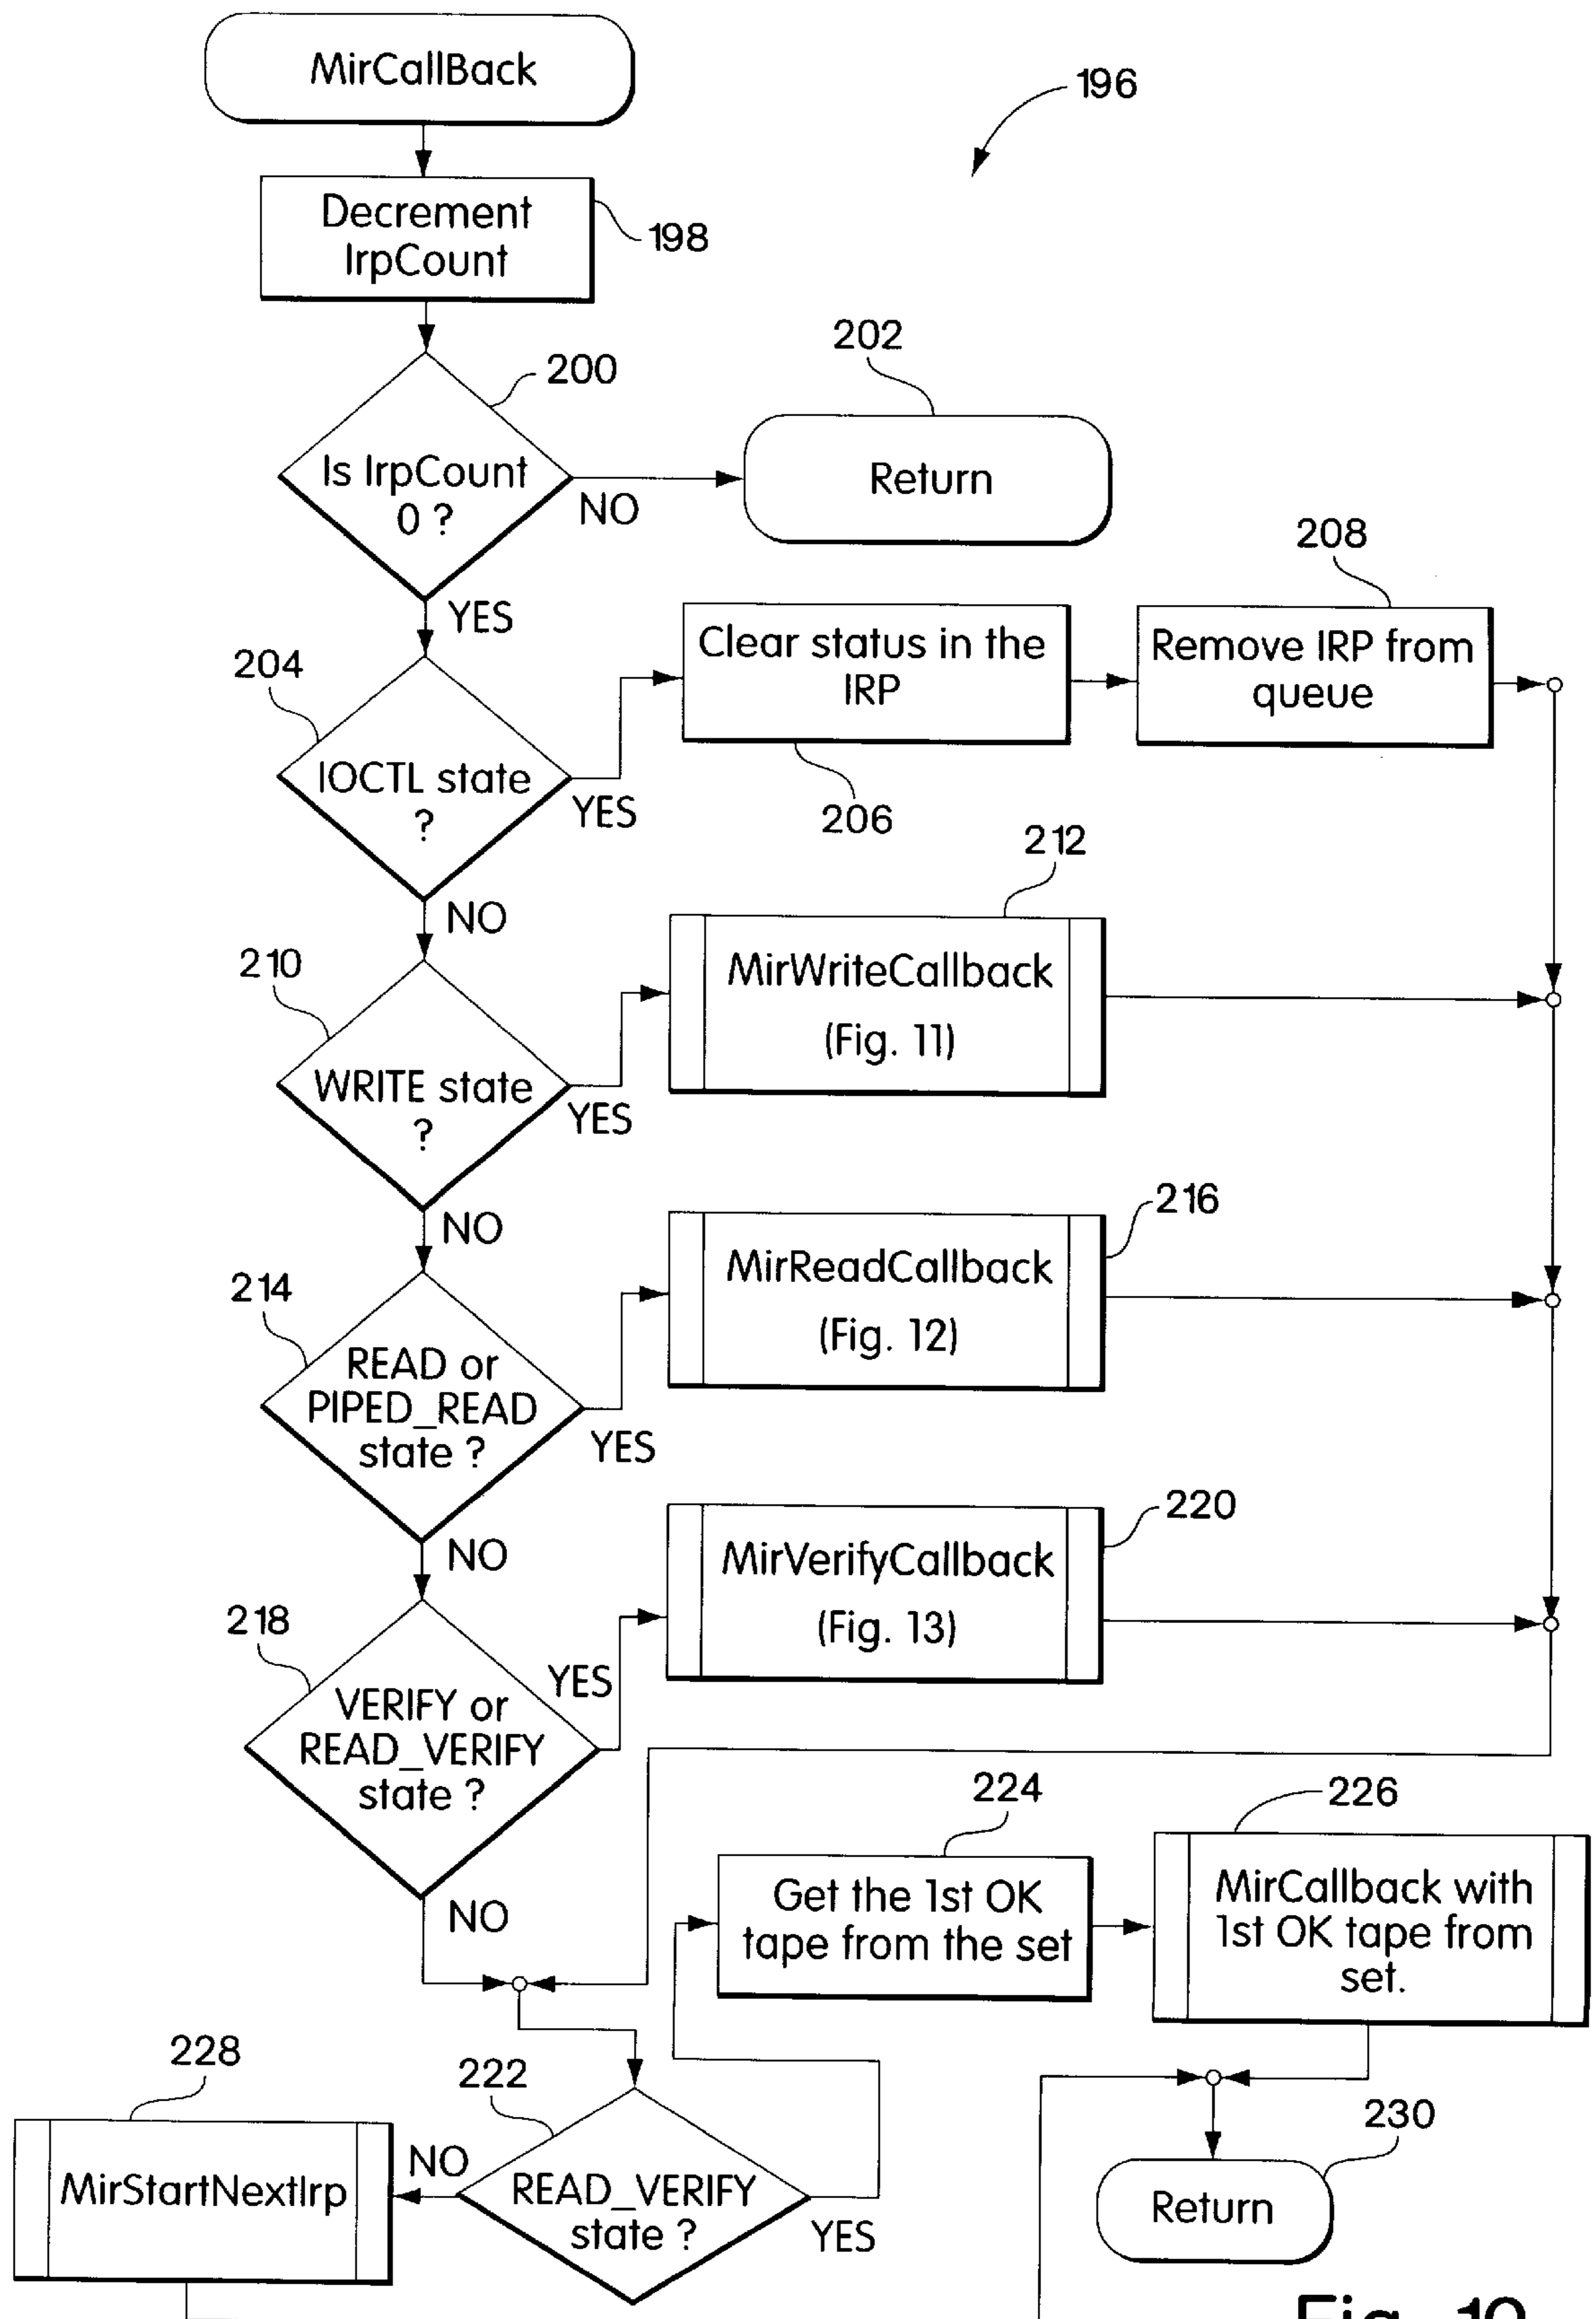 MirCallBack
196
Decrement
IrpCount
198
200
202
Is IrpCount
0 ?
NO
Return
YES
204
208
Clear status in the
IRP
Remove IRP from
queue
IOCTL state
?
YES
206
NO
210
212
MirWriteCallback
(Fig. 11)
WRITE state
?
YES
NO
214
216
MirReadCallback
(Fig. 12)
READ or
PIPED_READ
state ?
YES
NO
218
220
MirVerifyCallback
(Fig. 13)
YES
VERIFY or
READ_VERIFY
state ?
NO
224
226
Get the 1st OK
tape from the set
MirCallback with
1st OK tape from
set.
228
222
MirStartNextIrp
NO
READ_VERIFY
state ?
YES
230
Return